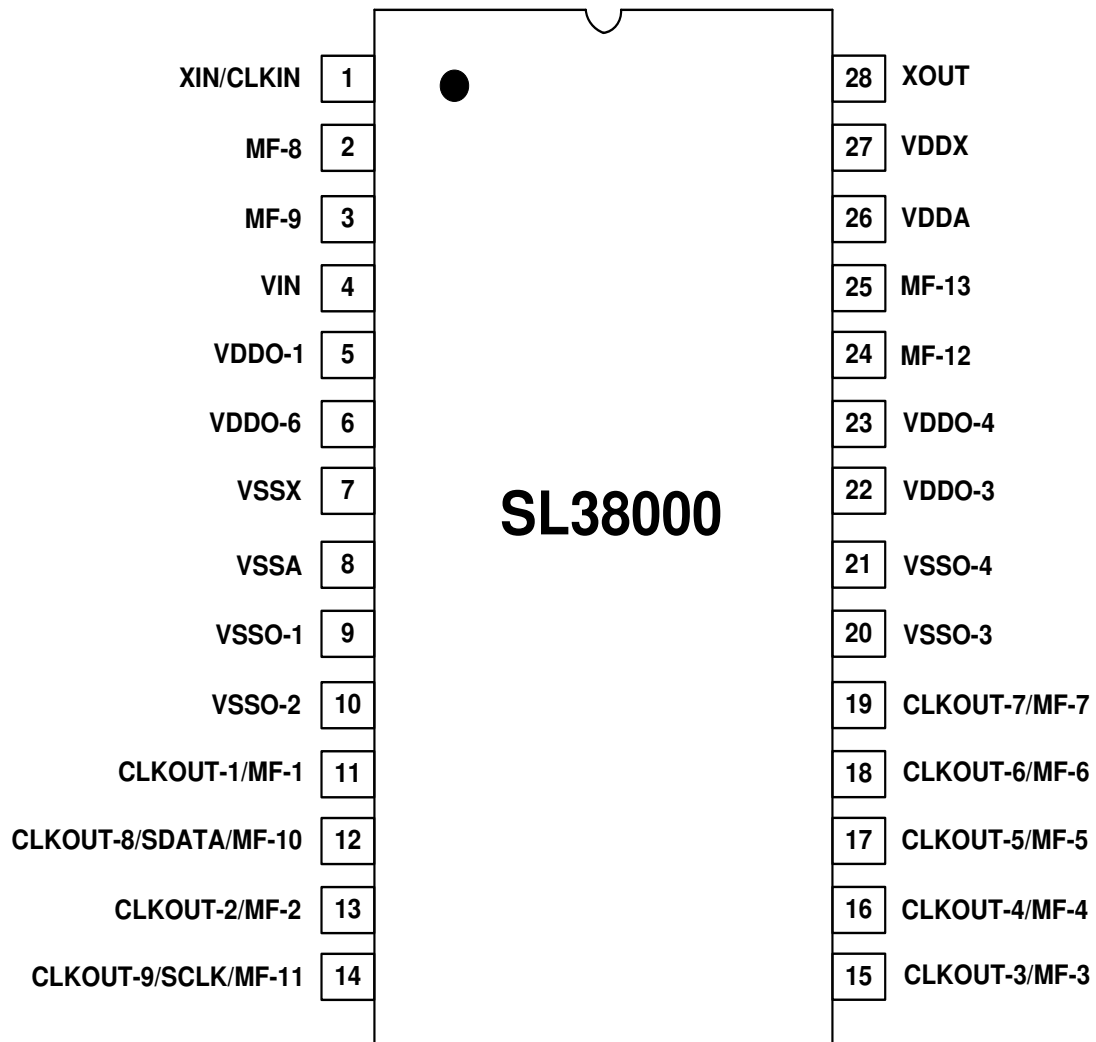 XIN/CLKIN 1
MF-8 2
MF-9 3
VIN 4
VDDO-1 5
VDDO-6 6
VSSX 7
VSSA 8
VSSO-1 9
VSSO-2 10
CLKOUT-1/MF-1 11
CLKOUT-8/SDATA/MF-10 12
CLKOUT-2/MF-2 13
CLKOUT-9/SCLK/MF-11 14
SL38000
28 XOUT
27 VDDX
26 VDDA
25 MF-13
24 MF-12
23 VDDO-4
22 VDDO-3
21 VSSO-4
20 VSSO-3
19 CLKOUT-7/MF-7
18 CLKOUT-6/MF-6
17 CLKOUT-5/MF-5
16 CLKOUT-4/MF-4
15 CLKOUT-3/MF-3